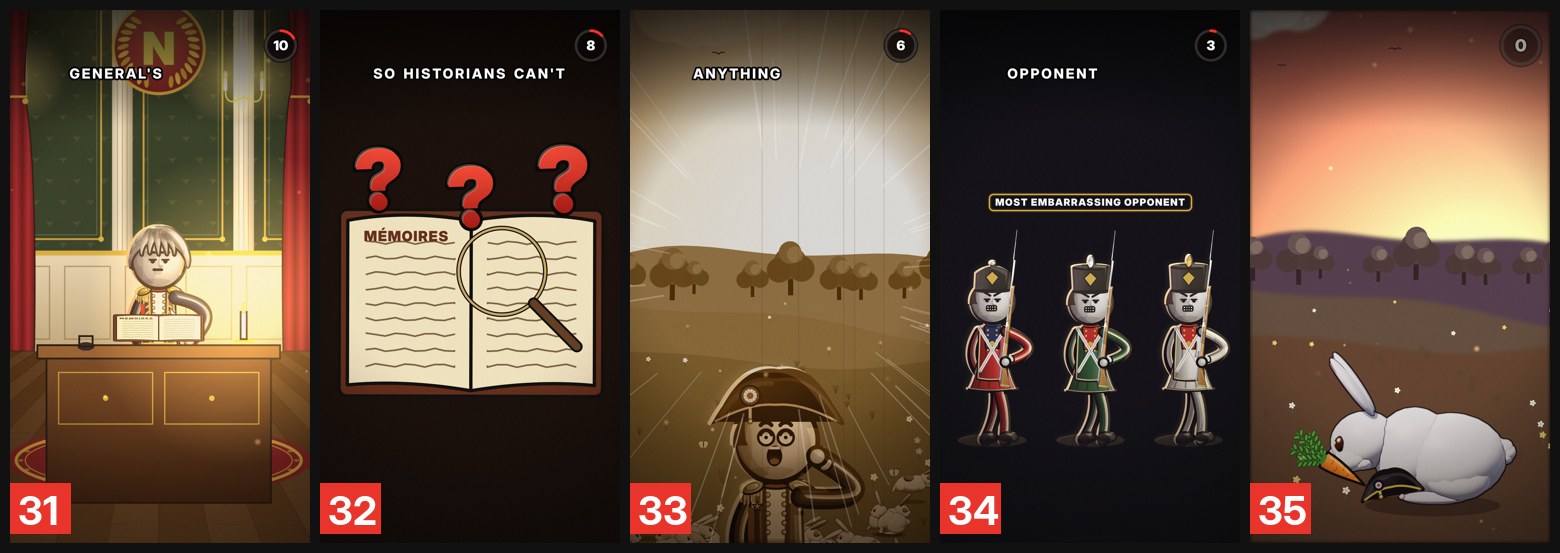 N
10
GENERAL'S
31
8
SO HISTORIANS CAN'T
MÉMOIRES
32
6
ANYTHING
33
3
OPPONENT
MOST EMBARRASSING OPPONENT
34
0
35